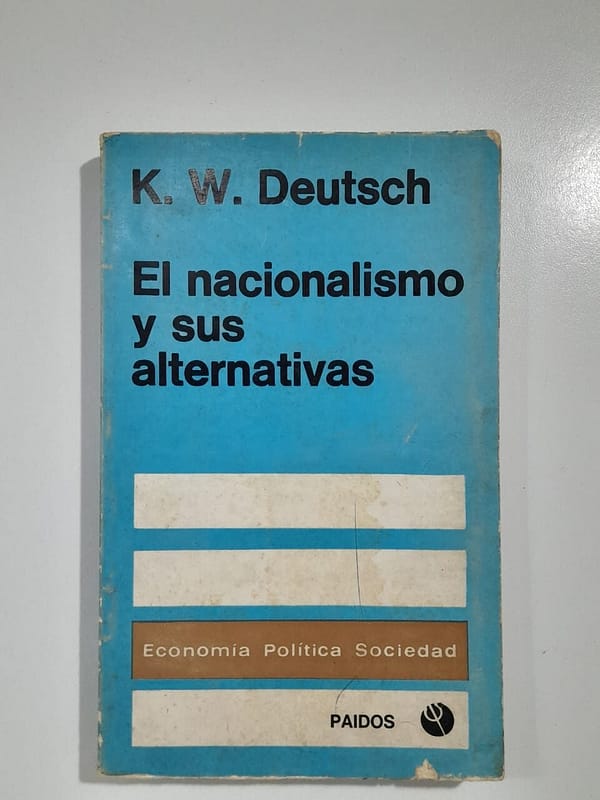 K. W. Deutsch
El nacionalismo
y sus
alternativas
Economía Política Sociedad
PAIDOS